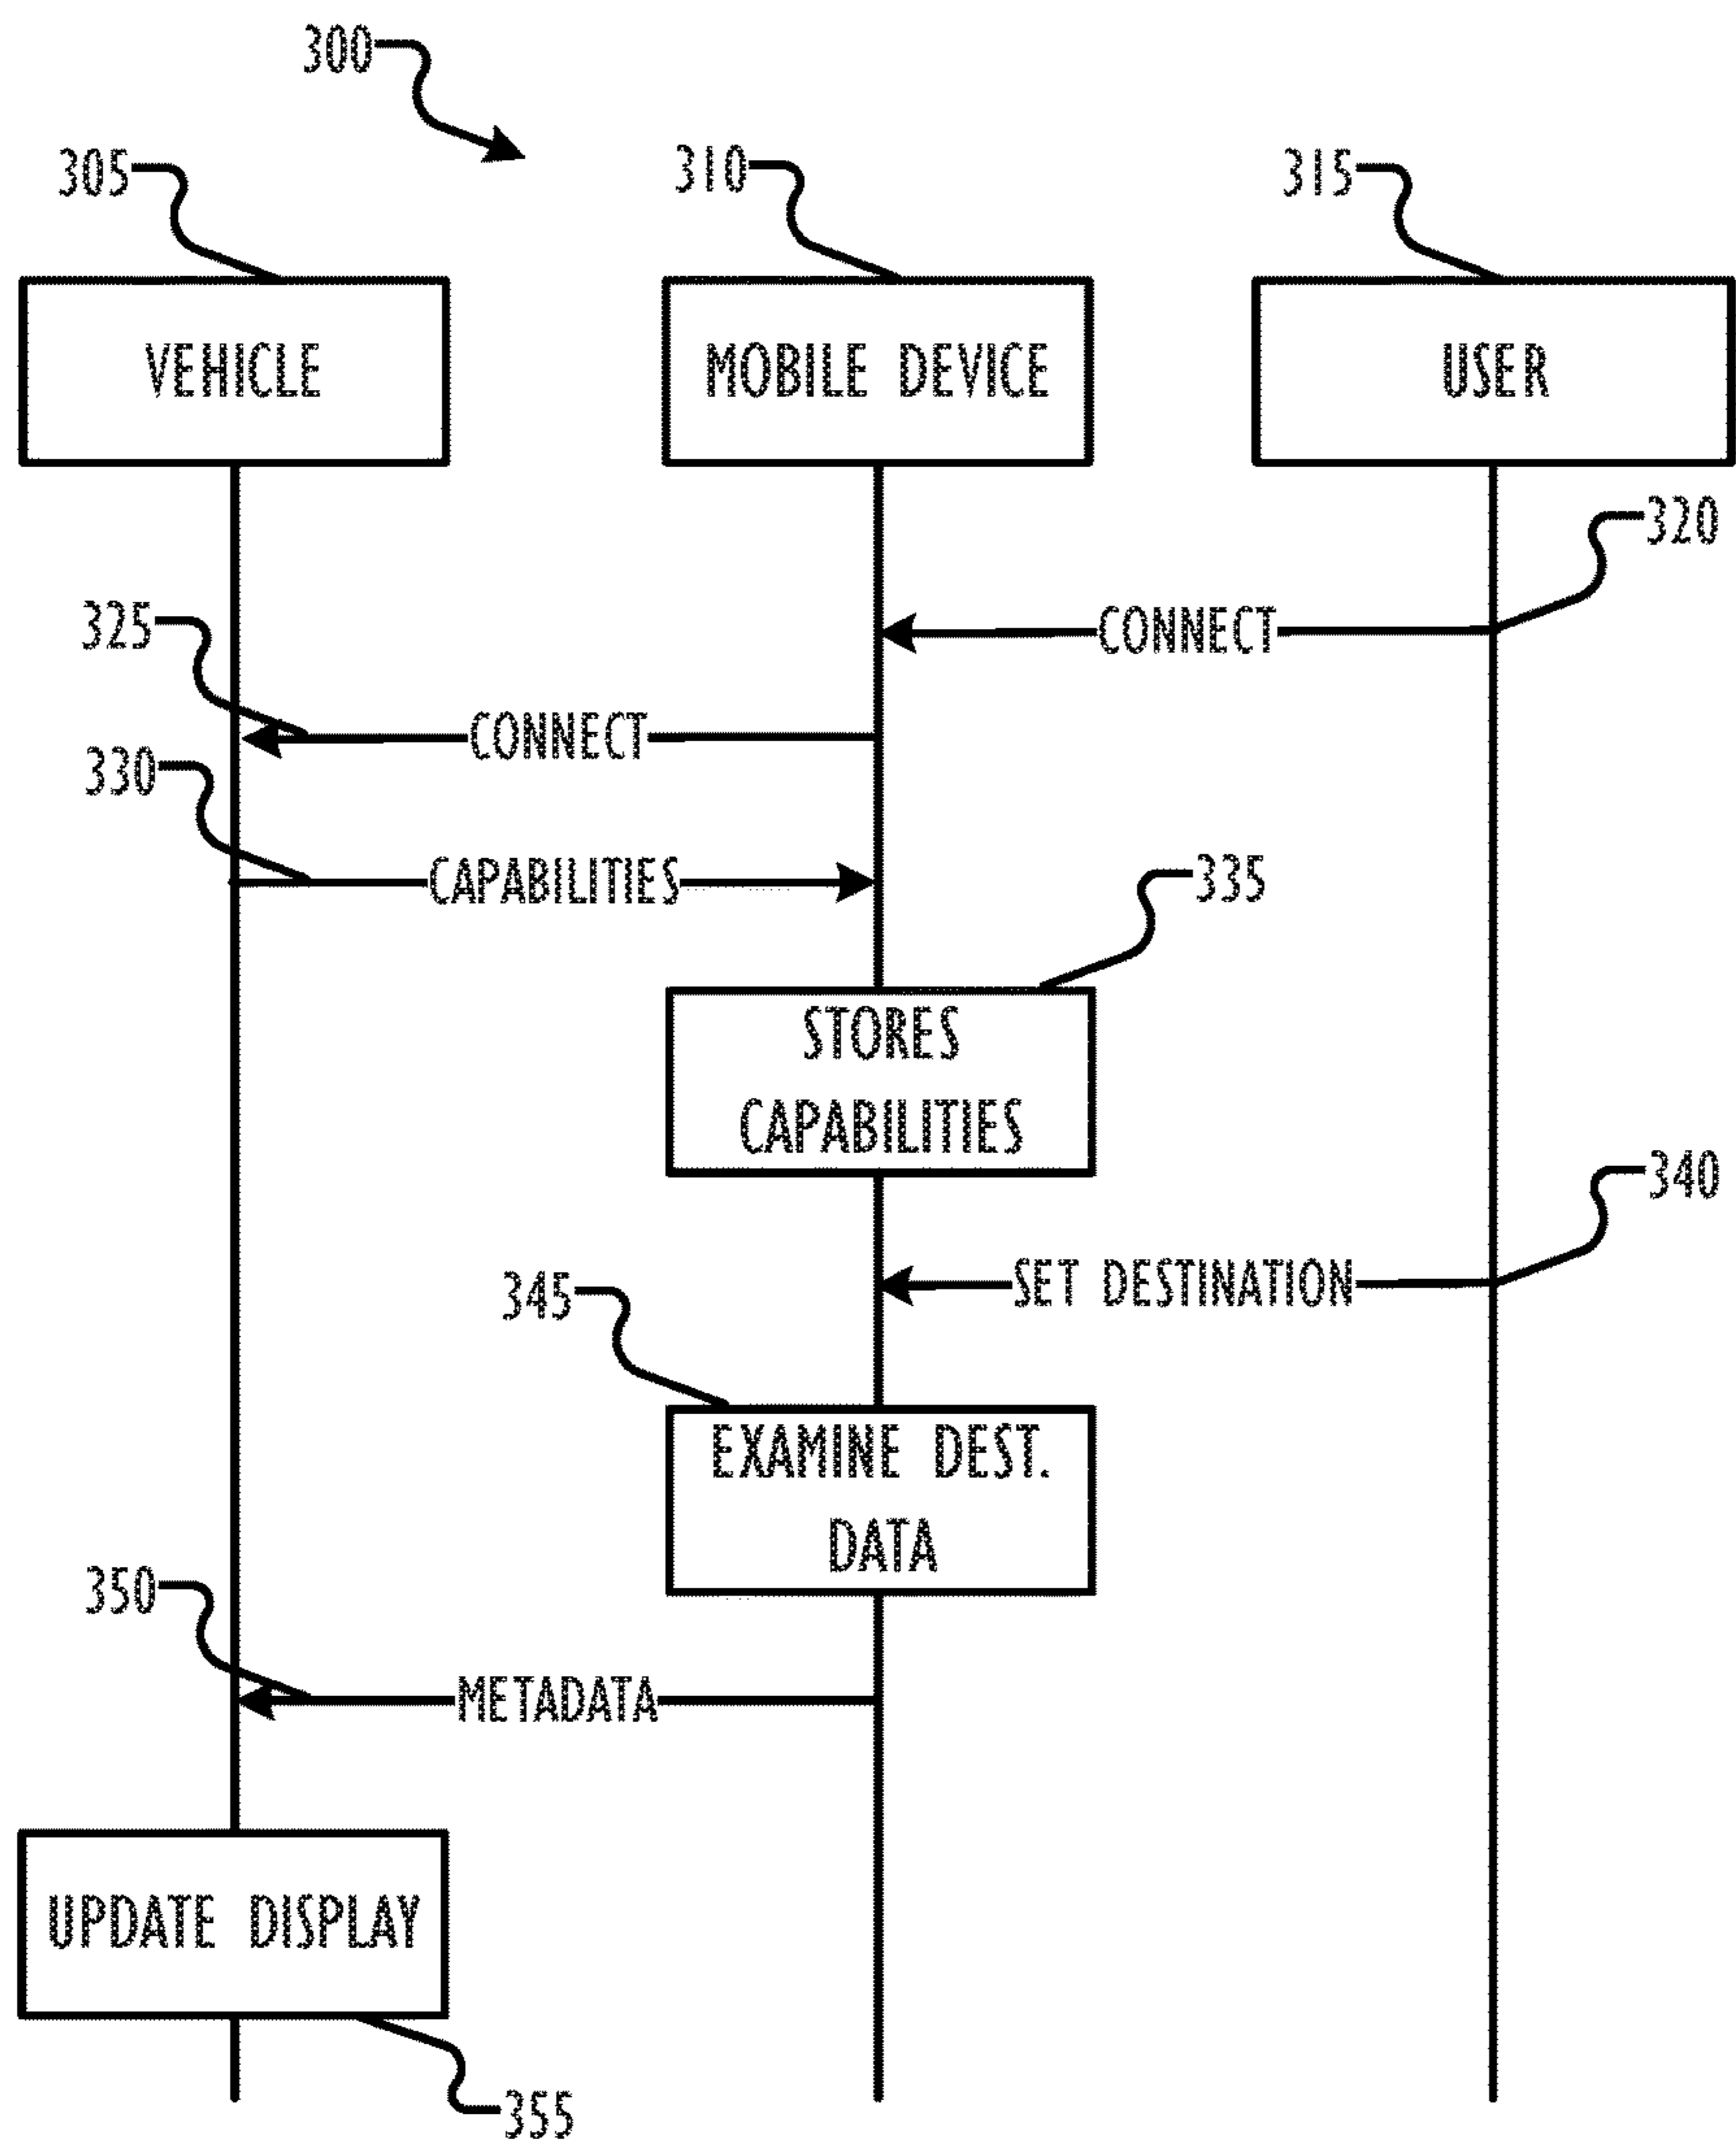 300
305
310
315
VEHICLE
MOBILE DEVICE
USER
320
325
CONNECT
CONNECT
330
CAPABILITIES
335
STORES
CAPABILITIES
340
SET DESTINATION
345
EXAMINE DEST.
DATA
350
METADATA
UPDATE DISPLAY
355